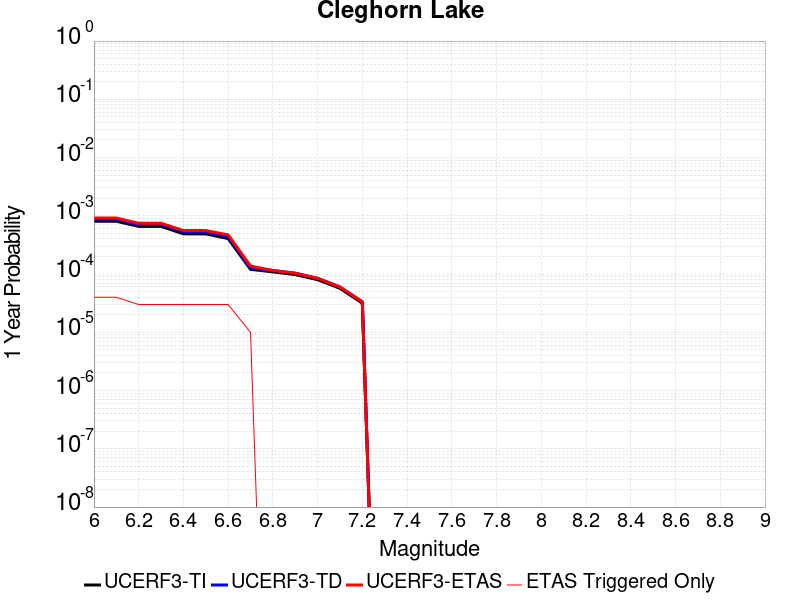 Cleghorn Lake
10^0
10^-1
10^-2
10^-3
10^-4
10^-5
10^-6
10^-7
10^-8
1 Year Probability
6 6.2 6.4 6.6 6.8 7 7.2 7.4 7.6 7.8 8 8.2 8.4 8.6 8.8 9
Magnitude
UCERF3-TI UCERF3-TD UCERF3-ETAS ETAS Triggered Only